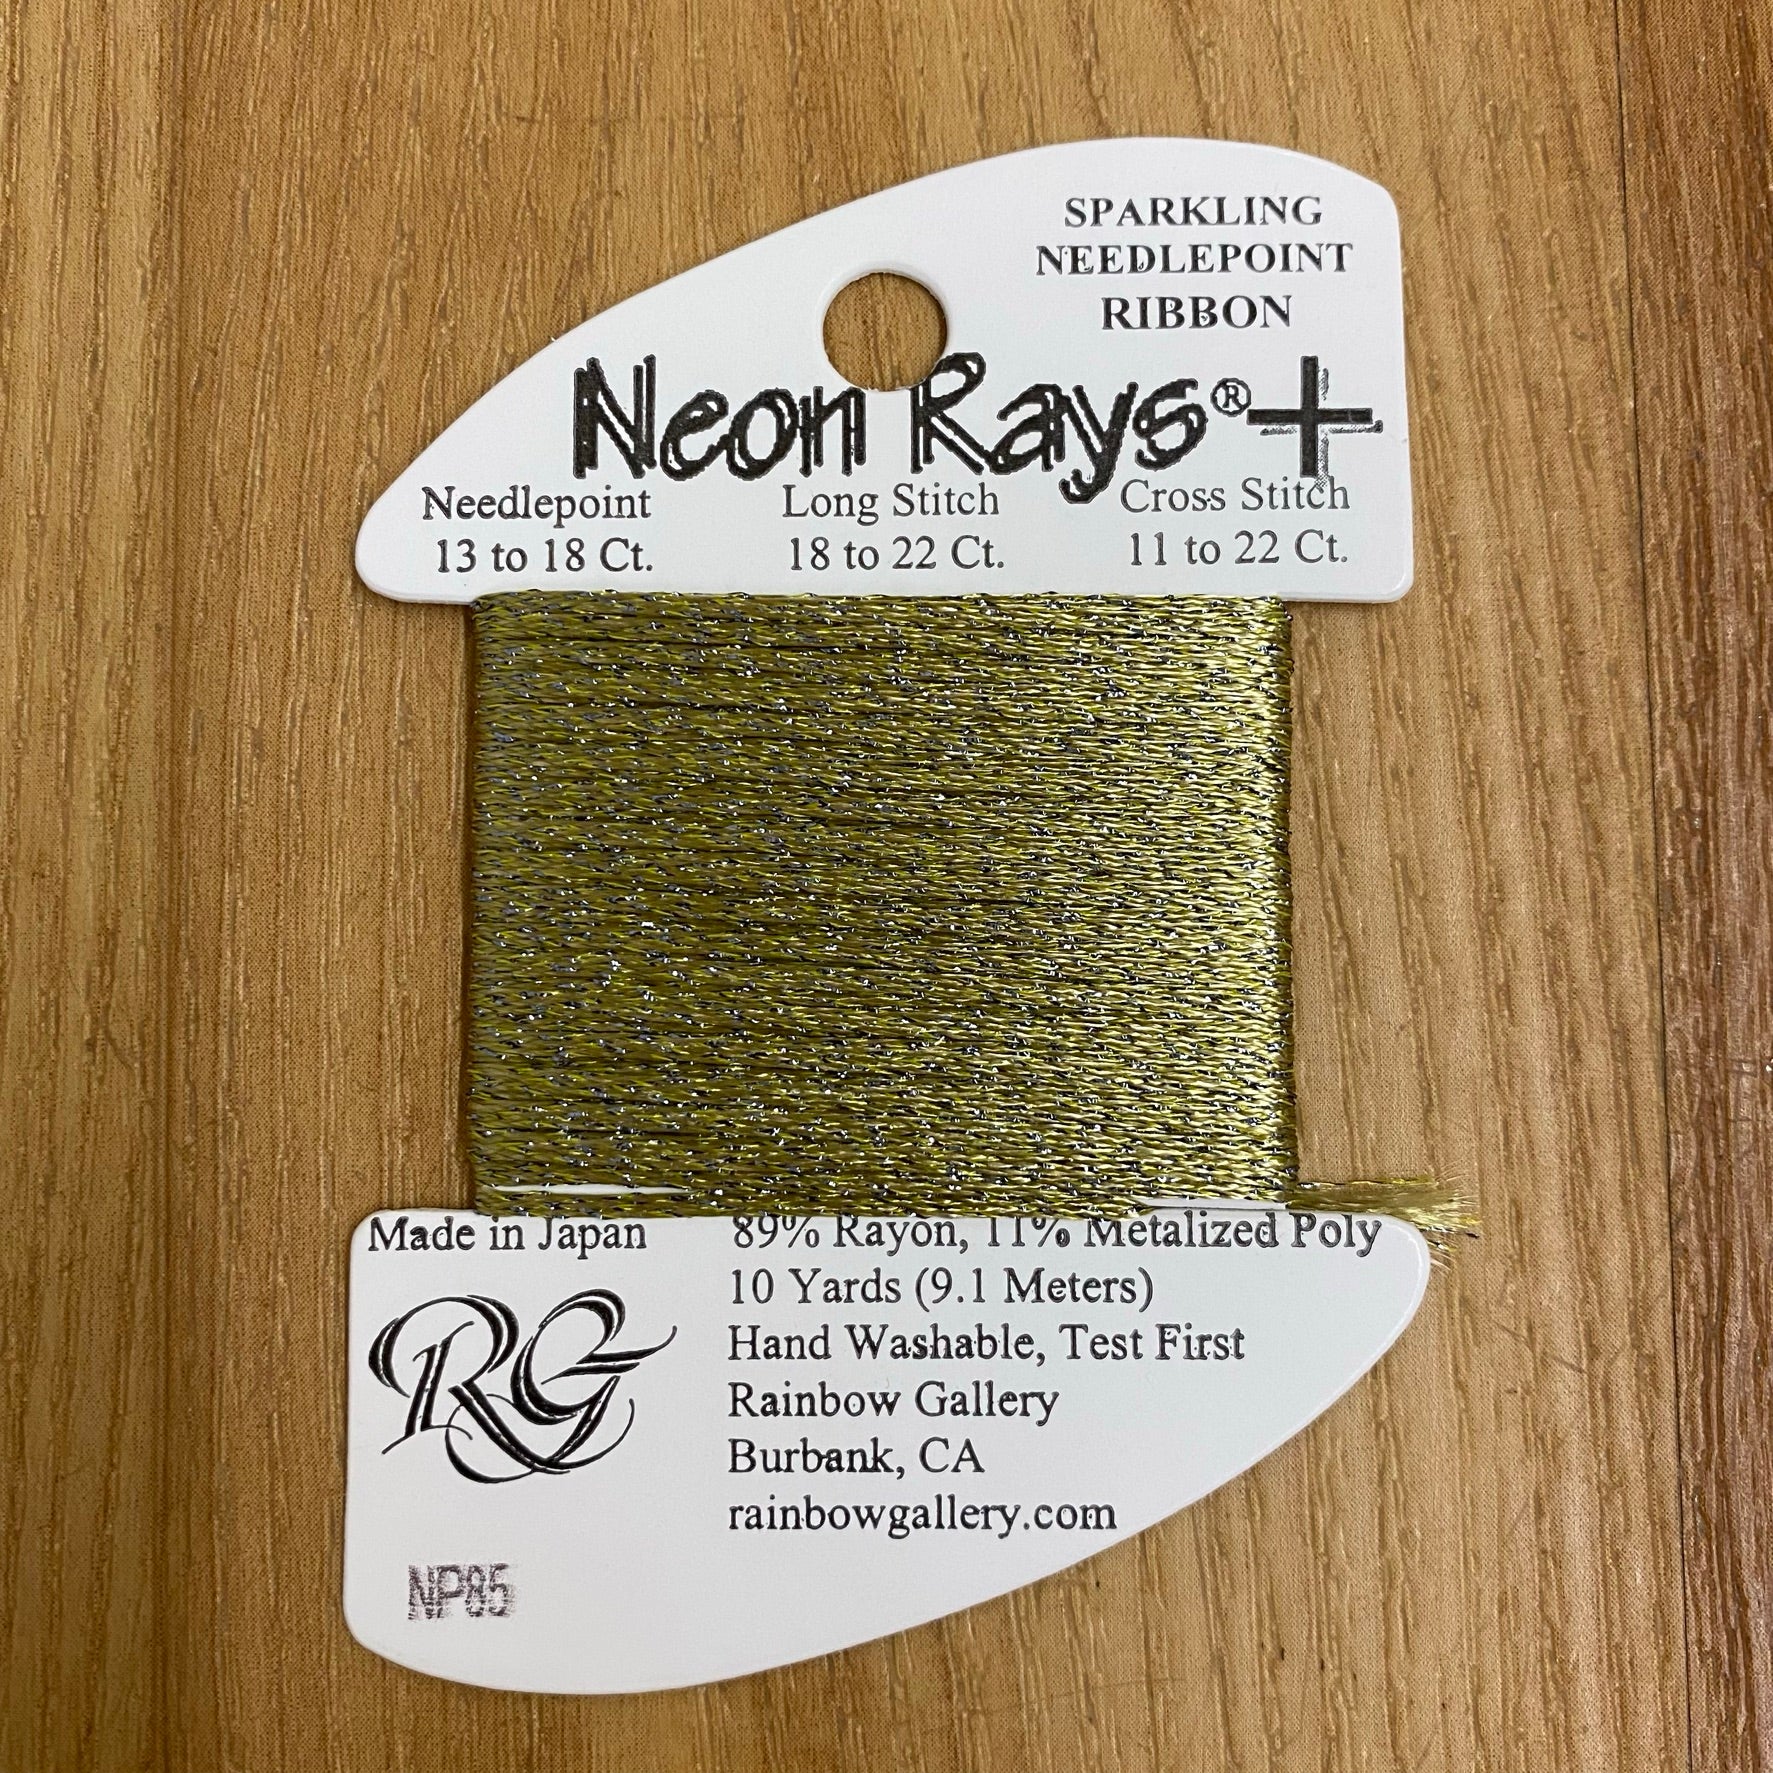 SPARKLING
NEEDLEPOINT
RIBBON
Neon Rays®+
Needlepoint Long Stitch Cross Stitch
13 to 18 Ct. 18 to 22 Ct. 11 to 22 Ct.
Made in Japan 89% Rayon, 11% Metalized Poly
10 Yards (9.1 Meters)
Hand Washable, Test First
Rainbow Gallery
Burbank, CA
rainbowgallery.com
RG